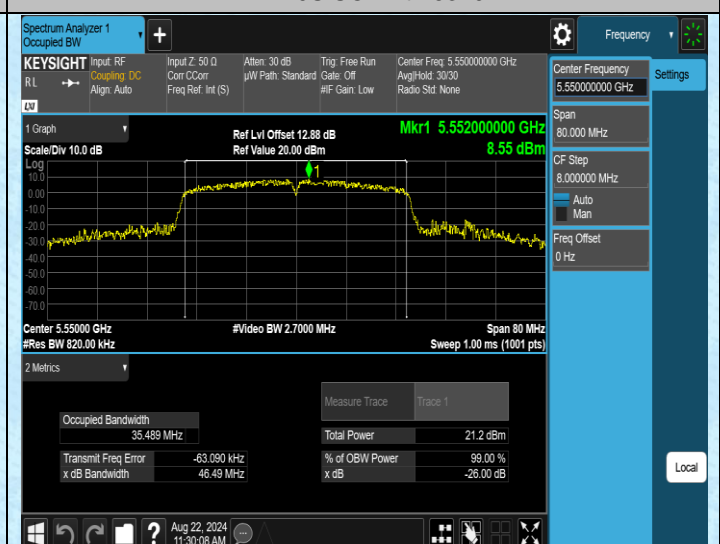 Spectrum Analyzer 1
Occupied BW
Frequency
KEYSIGHT
RL
LXI
Input: RF
Coupling: DC
Align: Auto
Input Z: 50 Ω
Corr CCorr
Freq Ref: Int (S)
Atten: 30 dB
µW Path: Standard
Trig: Free Run
Gate: Off
#IF Gain: Low
Center Freq: 5.550000000 GHz
Avg|Hold: 30/30
Radio Std: None
Center Frequency
5.550000000 GHz
Settings
Span
80.000 MHz
CF Step
8.000000 MHz
Auto
Man
Freq Offset
0 Hz
1 Graph
Scale/Div 10.0 dB
Ref Lvl Offset 12.88 dB
Ref Value 20.00 dBm
Mkr1 5.552000000 GHz
8.55 dBm
Log
10.0
0.00
-10.0
-20.0
-30.0
-40.0
-50.0
-60.0
-70.0
1
Center 5.55000 GHz
#Res BW 820.00 kHz
#Video BW 2.7000 MHz
Span 80 MHz
Sweep 1.00 ms (1001 pts)
2 Metrics
Measure Trace
Trace 1
Occupied Bandwidth
35.489 MHz
Total Power
21.2 dBm
Transmit Freq Error
-63.090 kHz
% of OBW Power
99.00 %
x dB Bandwidth
46.49 MHz
x dB
-26.00 dB
Local
?
Aug 22, 2024
11:30:08 AM